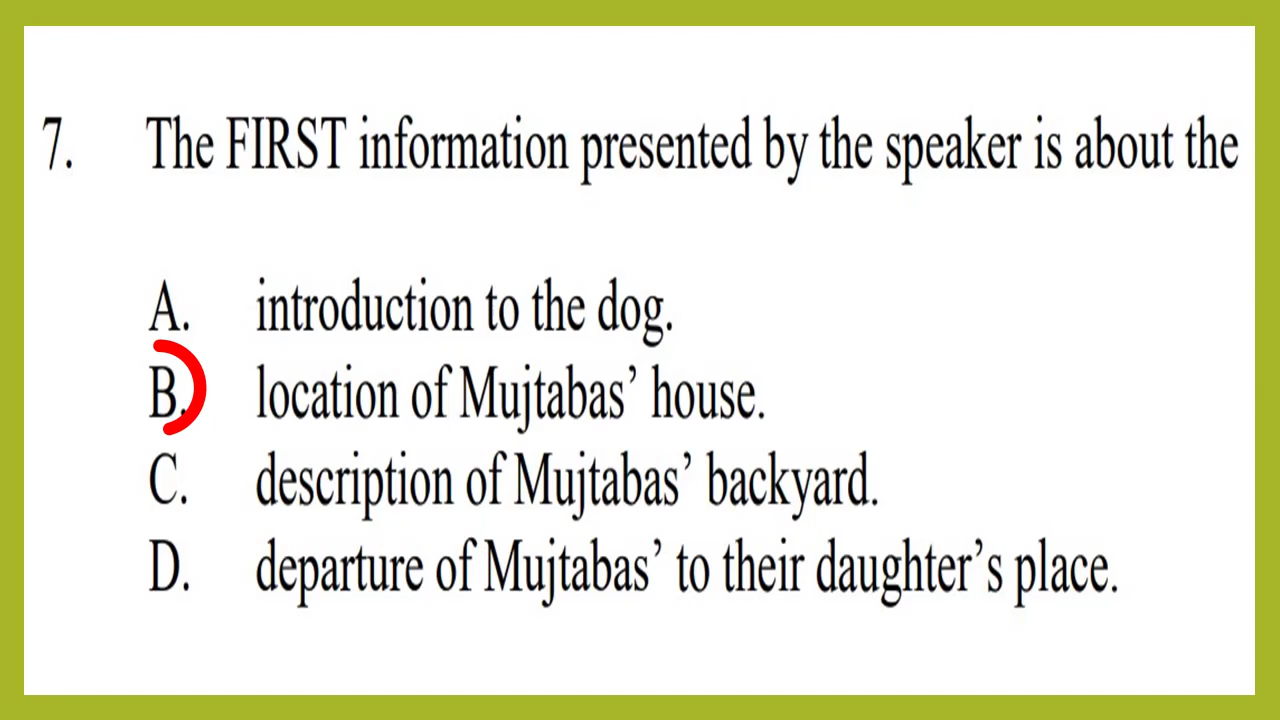 7. The FIRST information presented by the speaker is about the
A. introduction to the dog.
B. location of Mujtabas’ house.
C. description of Mujtabas’ backyard.
D. departure of Mujtabas’ to their daughter’s place.